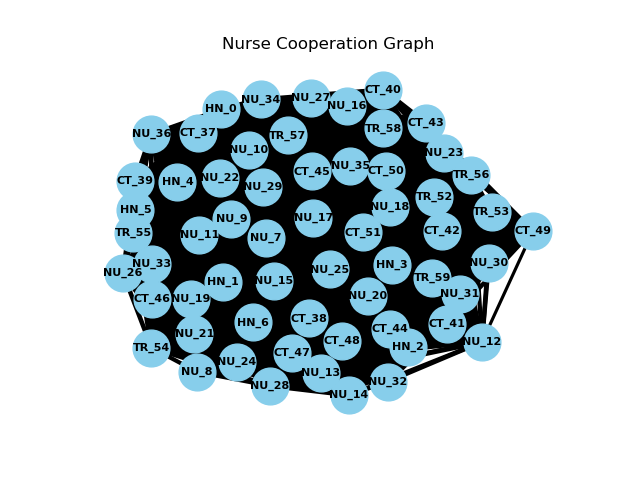 Nurse Cooperation Graph
CT_40
NU_27
NU_34
NU_16
HN_0
CT_43
TR_58
CT_37
NU_36
TR_57
NU_10
NU_23
NU_35
CT_45
CT_50
TR_56
NU_22
CT_39
HN_4
NU_29
TR_52
NU_18
HN_5
TR_53
NU_9
NU_17
CT_49
CT_42
CT_51
TR_55
NU_11
NU_7
NU_30
NU_33
HN_3
NU_25
NU_26
TR_59
NU_15
HN_1
NU_31
NU_20
CT_46
NU_19
CT_38
HN_6
CT_41
CT_44
NU_21
CT_48
NU_12
HN_2
TR_54
CT_47
NU_24
NU_8
NU_13
NU_32
NU_28
NU_14